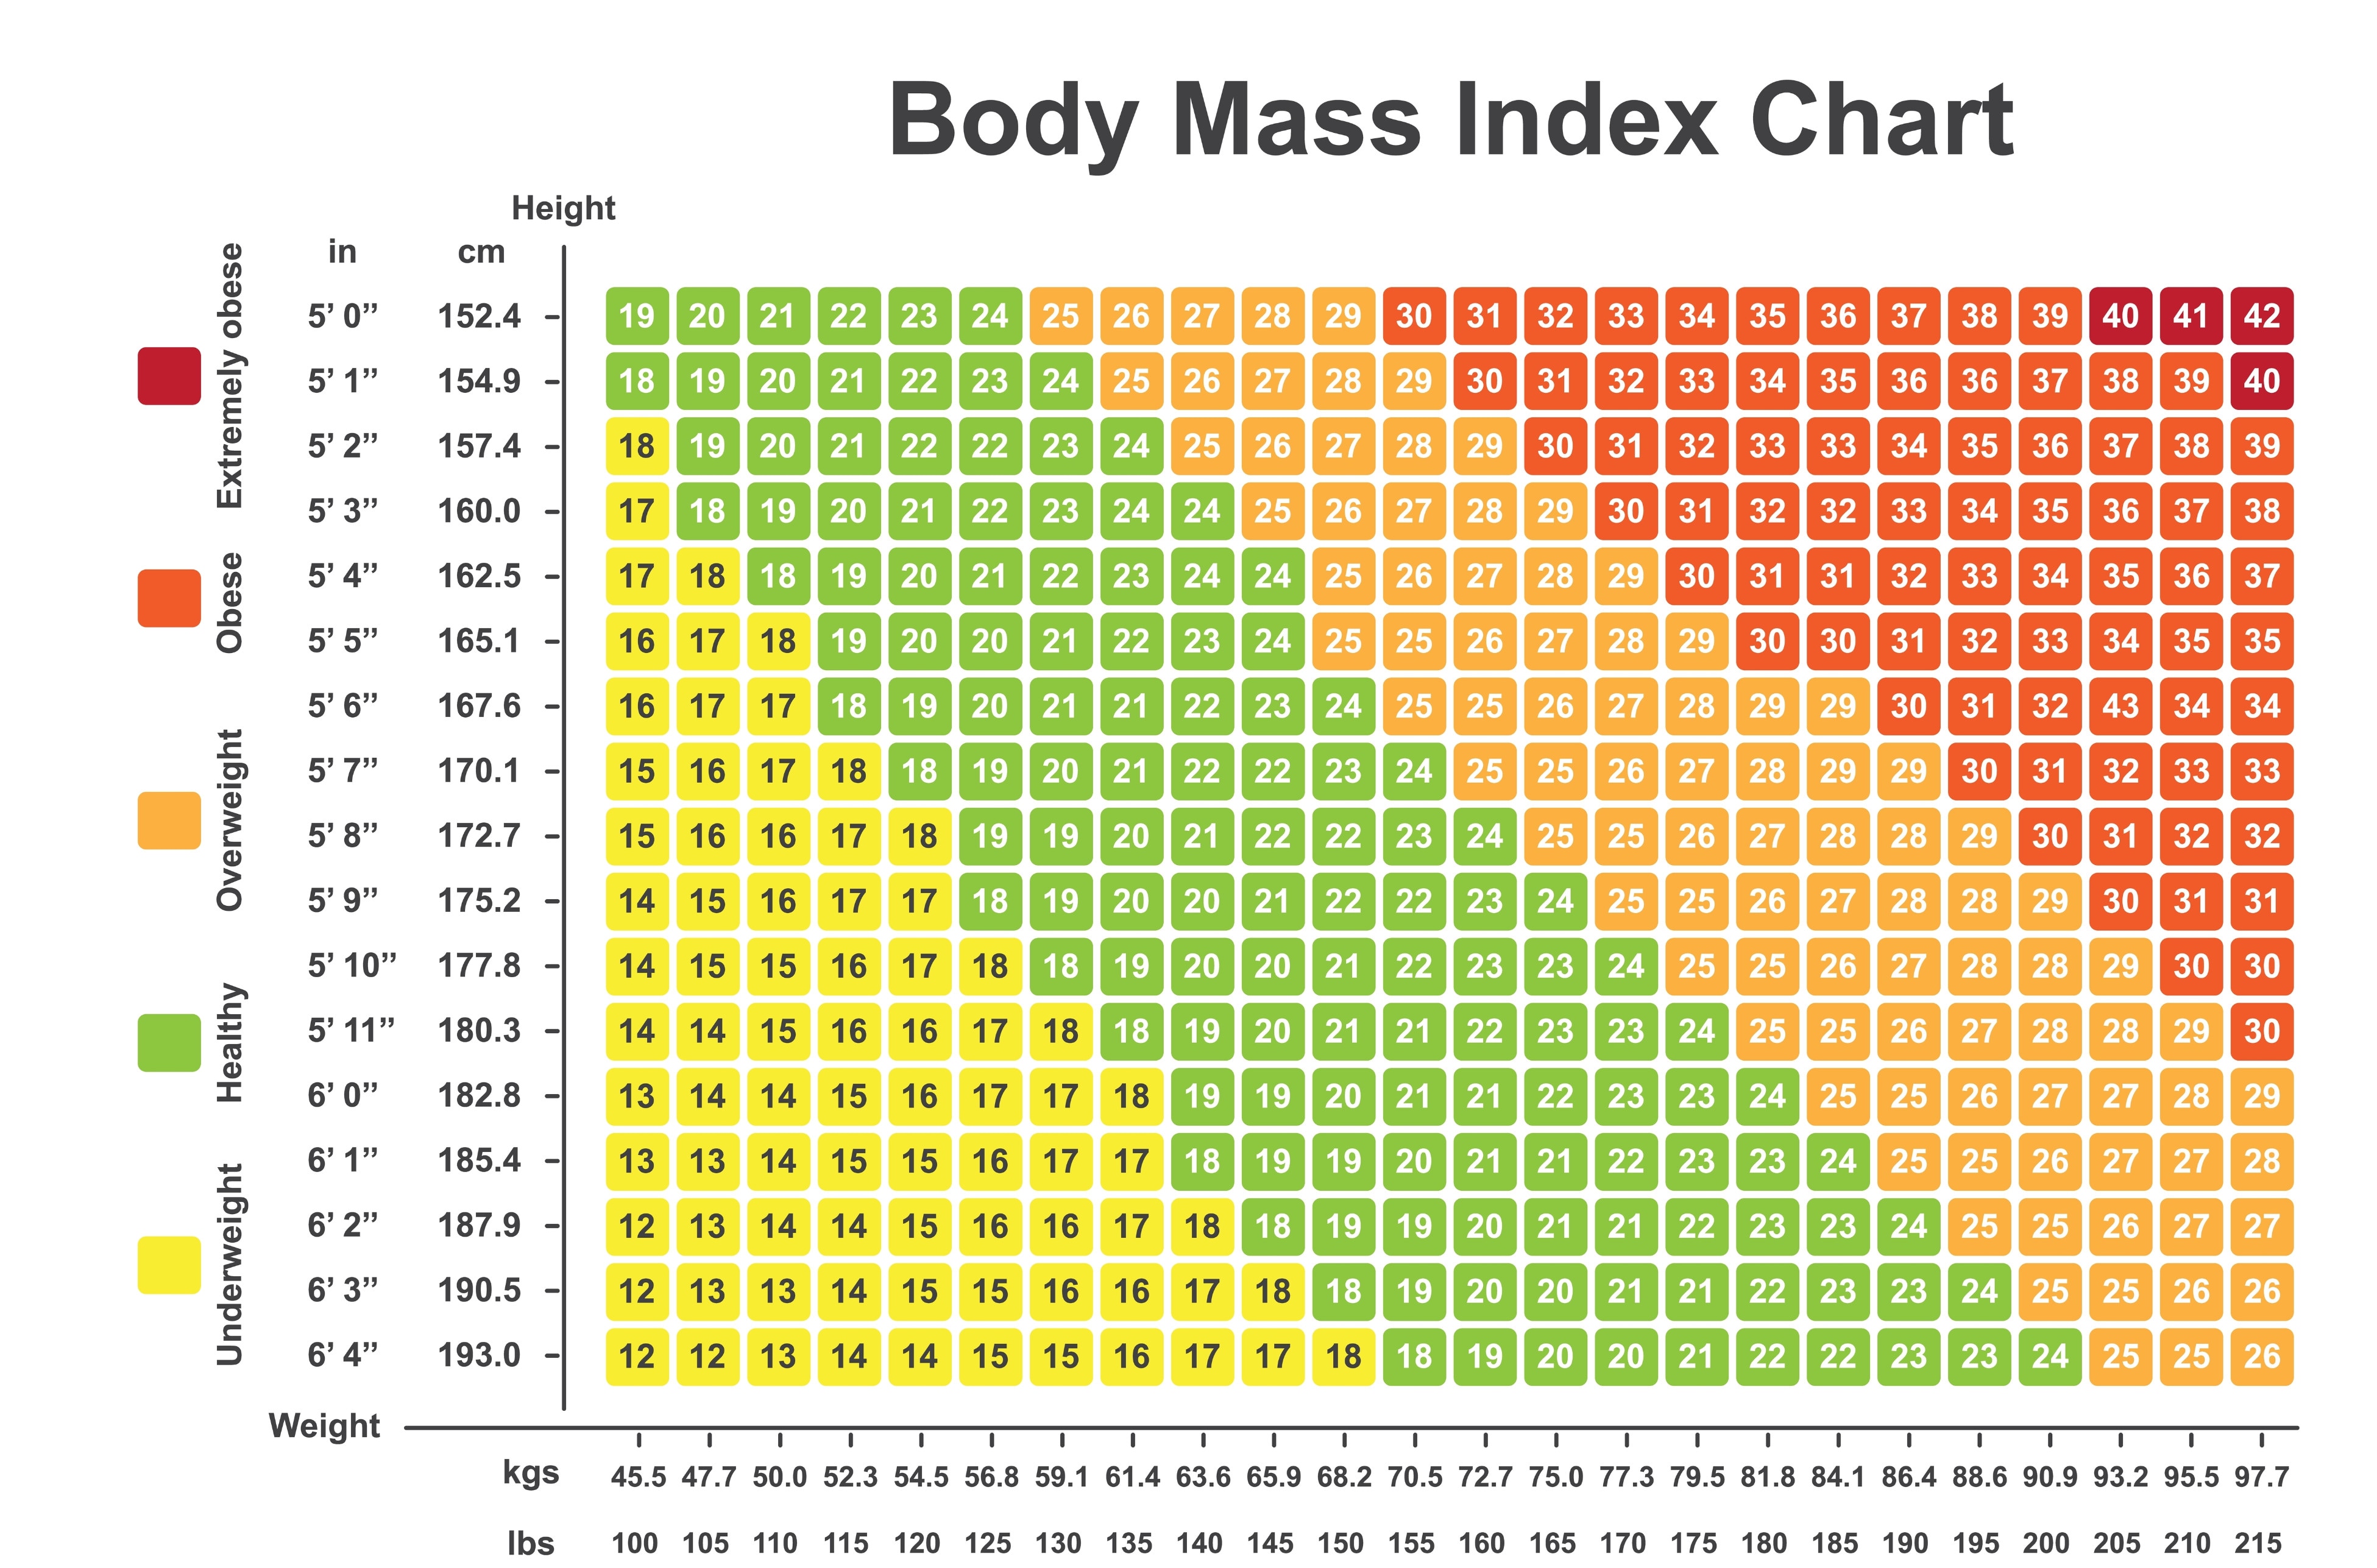 Body Mass Index Chart
Height
in cm
5’ 0” 152.4 19 20 21 22 23 24 25 26 27 28 29 30 31 32 33 34 35 36 37 38 39 40 41 42
5’ 1” 154.9 18 19 20 21 22 23 24 25 26 27 28 29 30 31 32 33 34 35 36 36 37 38 39 40
5’ 2” 157.4 18 19 20 21 22 22 23 24 25 26 27 28 29 30 31 32 33 33 34 35 36 37 38 39
5’ 3” 160.0 17 18 19 20 21 22 23 24 24 25 26 27 28 29 30 31 32 32 33 34 35 36 37 38
5’ 4” 162.5 17 18 18 19 20 21 22 23 24 24 25 26 27 28 29 30 31 31 32 33 34 35 36 37
5’ 5” 165.1 16 17 18 19 20 20 21 22 23 24 25 25 26 27 28 29 30 30 31 32 33 34 35 35
5’ 6” 167.6 16 17 17 18 19 20 21 21 22 23 24 25 25 26 27 28 29 29 30 31 32 43 34 34
5’ 7” 170.1 15 16 17 18 18 19 20 21 22 22 23 24 25 25 26 27 28 29 29 30 31 32 33 33
5’ 8” 172.7 15 16 16 17 18 19 19 20 21 22 22 23 24 25 25 26 27 28 28 29 30 31 32 32
5’ 9” 175.2 14 15 16 17 17 18 19 20 20 21 22 22 23 24 25 25 26 27 28 28 29 30 31 31
5’ 10” 177.8 14 15 15 16 17 18 18 19 20 20 21 22 23 23 24 25 25 26 27 28 28 29 30 30
5’ 11” 180.3 14 14 15 16 16 17 18 18 19 20 21 21 22 23 23 24 25 25 26 27 28 28 29 30
6’ 0” 182.8 13 14 14 15 16 17 17 18 19 19 20 21 21 22 23 23 24 25 25 26 27 27 28 29
6’ 1” 185.4 13 13 14 15 15 16 17 17 18 19 19 20 21 21 22 23 23 24 25 25 26 27 27 28
6’ 2” 187.9 12 13 14 14 15 16 16 17 18 18 19 19 20 21 21 22 23 23 24 25 25 26 27 27
6’ 3” 190.5 12 13 13 14 15 15 16 16 17 18 18 19 20 20 21 21 22 23 23 24 25 25 26 26
6’ 4” 193.0 12 12 13 14 14 15 15 16 17 17 18 18 19 20 20 21 22 22 23 23 24 25 25 26
Weight
kgs 45.5 47.7 50.0 52.3 54.5 56.8 59.1 61.4 63.6 65.9 68.2 70.5 72.7 75.0 77.3 79.5 81.8 84.1 86.4 88.6 90.9 93.2 95.5 97.7
lbs 100 105 110 115 120 125 130 135 140 145 150 155 160 165 170 175 180 185 190 195 200 205 210 215
Extremely obese
Obese
Overweight
Healthy
Underweight